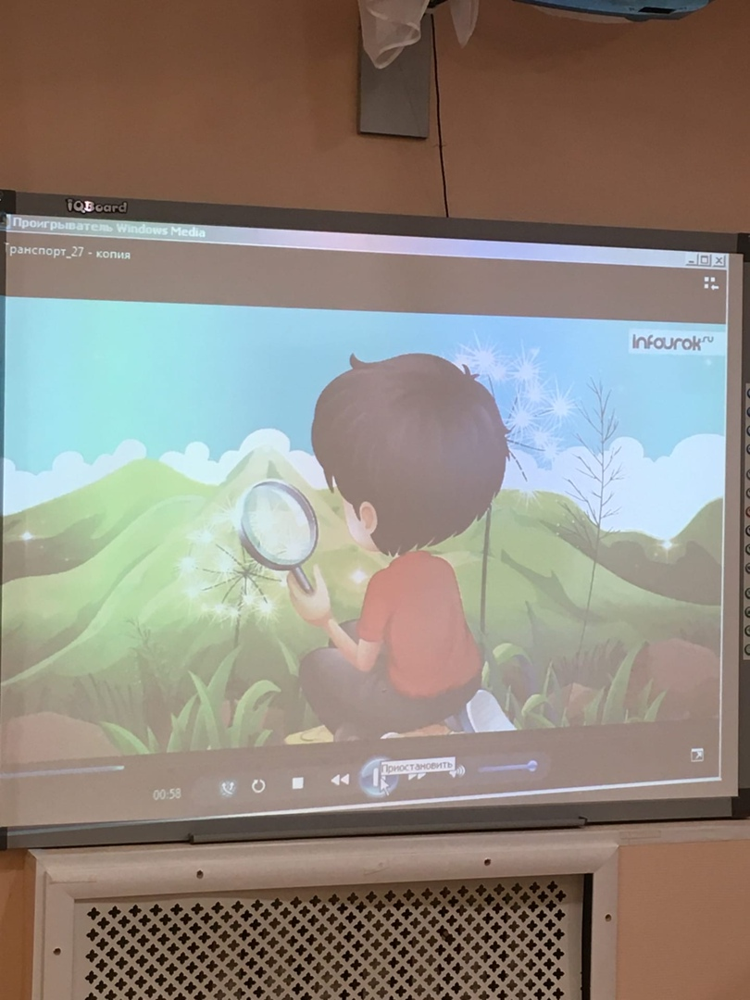 iQBoard
Проигрыватель Windows Media
Транспорт_27 - копия
infourok.ru
00:58
Приостановить